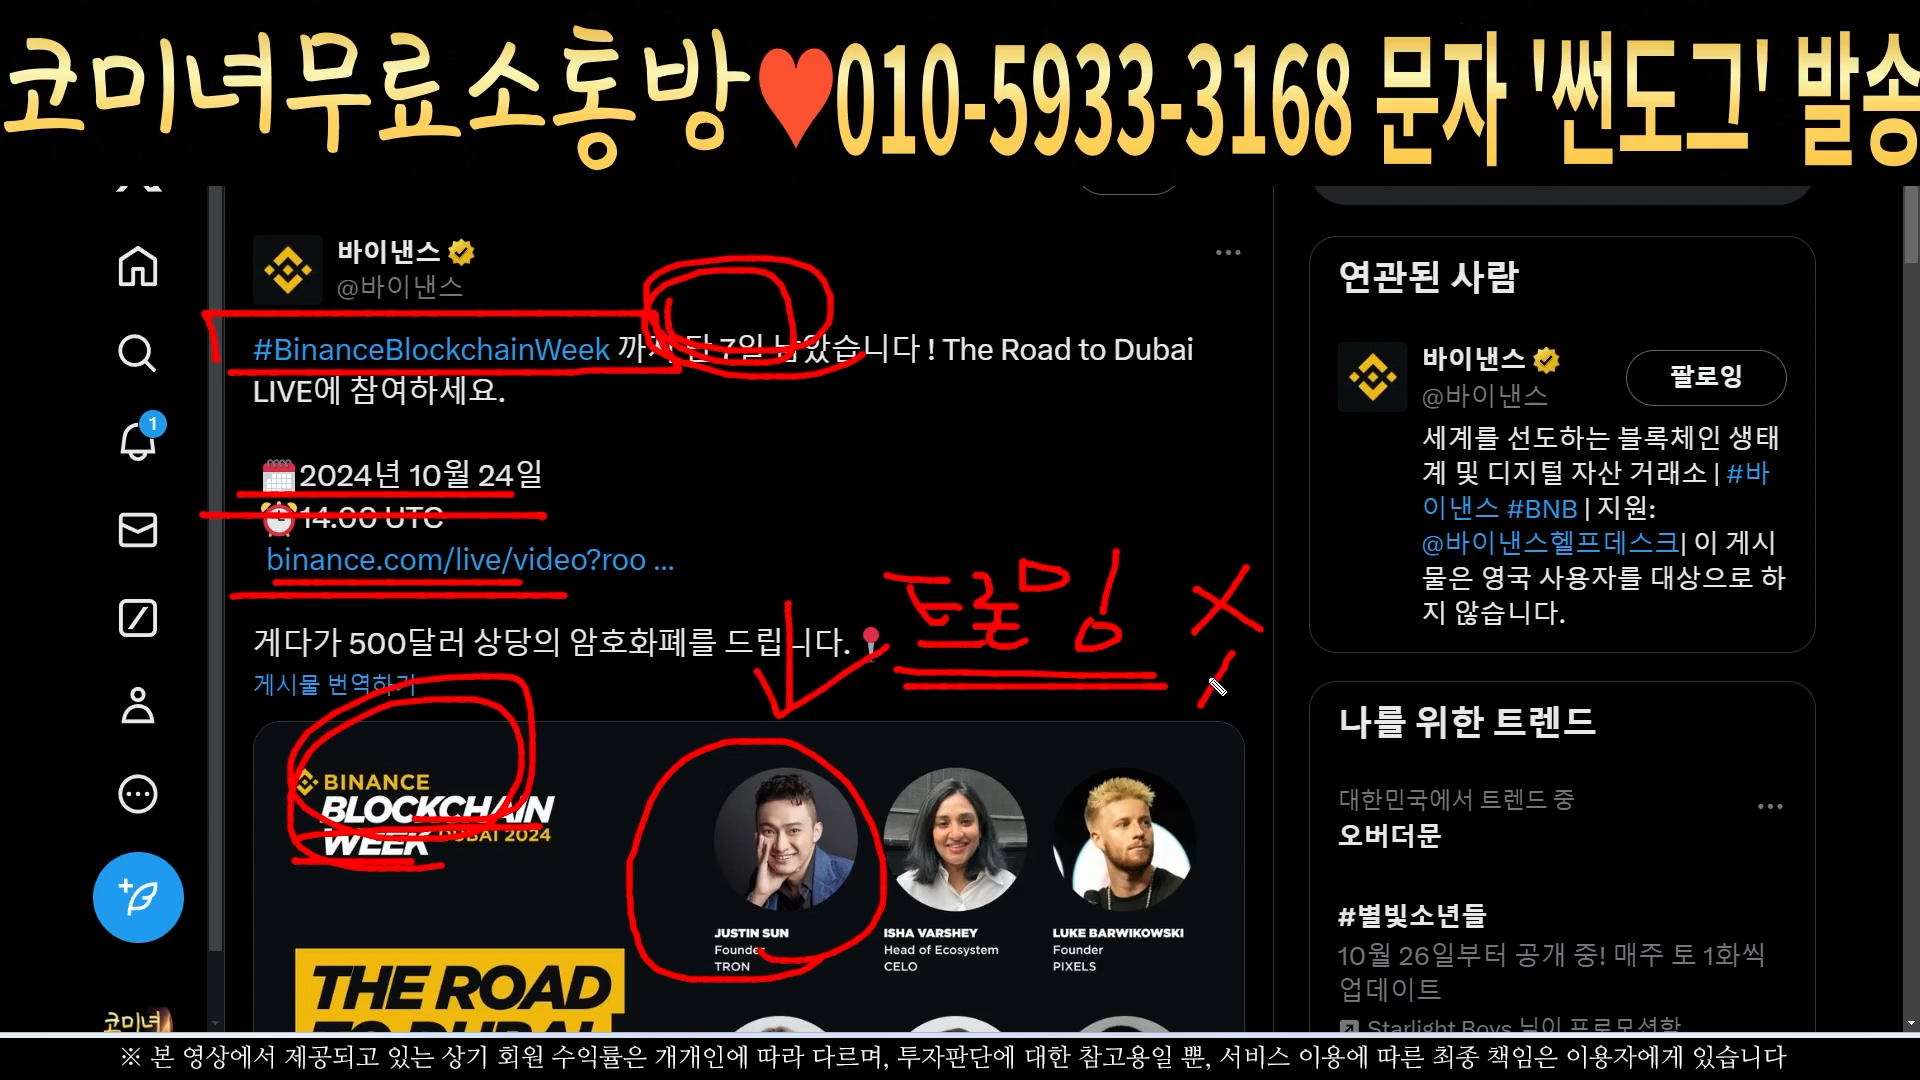 코미녀무료소통방♥010-5933-3168 문자 '썬도그' 발송
바이낸스
@바이낸스
#BinanceBlockchainWeek 까지 단 7일 남았습니다 ! The Road to Dubai
LIVE에 참여하세요.
2024년 10월 24일
14:00 UTC
binance.com/live/video?roo ...
게다가 500달러 상당의 암호화폐를 드립니다.
게시물 번역하기
트론밍 X
BINANCE
BLOCKCHAIN
WEEK DUBAI 2024
THE ROAD
TO DUBAI
JUSTIN SUN
Founder
TRON
ISHA VARSHEY
Head of Ecosystem
CELO
LUKE BARWIKOWSKI
Founder
PIXELS
1
코미녀
연관된 사람
바이낸스
@바이낸스
팔로잉
세계를 선도하는 블록체인 생태
계 및 디지털 자산 거래소 | #바
이낸스 #BNB | 지원:
@바이낸스헬프데스크| 이 게시
물은 영국 사용자를 대상으로 하
지 않습니다.
나를 위한 트렌드
대한민국에서 트렌드 중
오버더문
#별빛소년들
10월 26일부터 공개 중! 매주 토 1화씩
업데이트
Starlight Boys 님이 프로모션함
※ 본 영상에서 제공되고 있는 상기 회원 수익률은 개개인에 따라 다르며, 투자판단에 대한 참고용일 뿐, 서비스 이용에 따른 최종 책임은 이용자에게 있습니다